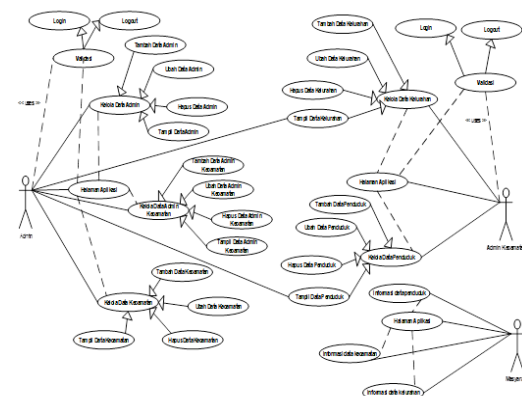 Login
Logout
Validasi
<< uses >>
Tambah Data Admin
Ubah Data Admin
Hapus Data Admin
Tampil Data Admin
Kelola Data Admin
Halaman Aplikasi
Tambah Data Admin
Kecamatan
Ubah Data Admin
Kecamatan
Hapus Data Admin
Kecamatan
Tampil Data Admin
Kecamatan
Kelola Data Admin
Kecamatan
Admin
Tambah Data Kecamatan
Kelola Data Kecamatan
Ubah Data Kecamatan
Tampil Data Kecamatan
Hapus Data Kecamatan
Tambah Data Kelurahan
Ubah Data Kelurahan
Hapus Data Kelurahan
Tampil Data Kelurahan
Kelola Data Kelurahan
Login
Logout
Validasi
<< uses >>
Halaman Aplikasi
Tambah Data Penduduk
Ubah Data Penduduk
Hapus Data Penduduk
Tampil Data Penduduk
Kelola Data Penduduk
Admin Kecamatan
Informasi data penduduk
Halaman Aplikasi
Informasi data kecamatan
Informasi data kelurahan